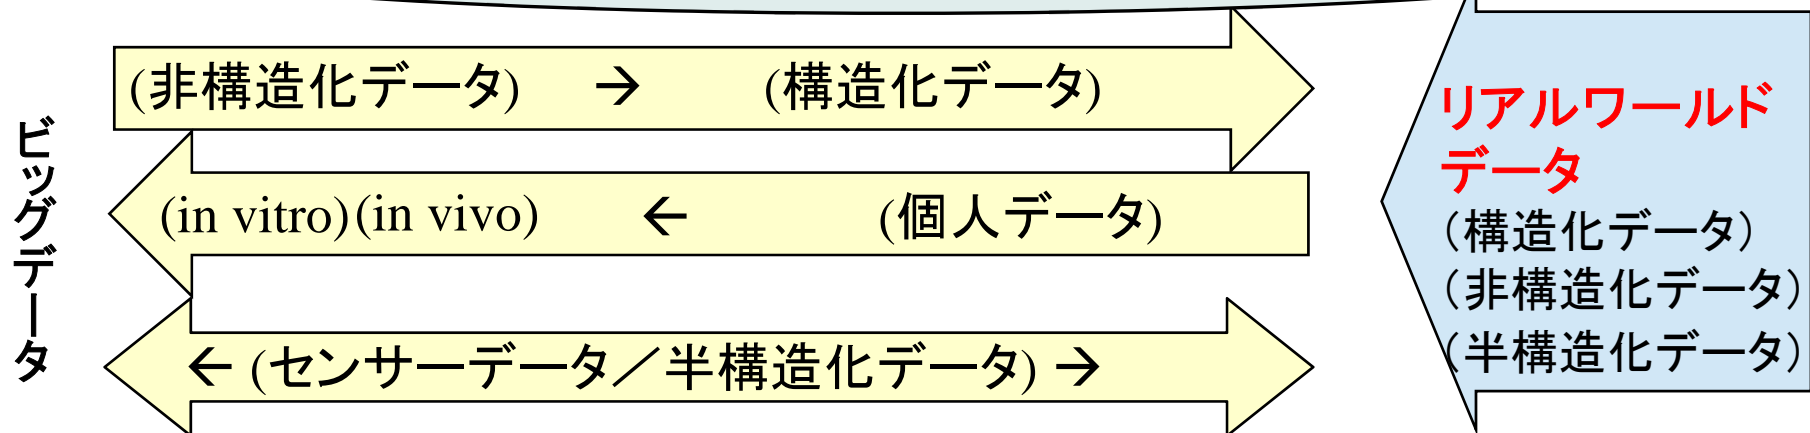 ビッグデータ
(非構造化データ) → (構造化データ)
(in vitro)(in vivo) ← (個人データ)
← (センサーデータ／半構造化データ) →
リアルワールド
データ
（構造化データ）
（非構造化データ）
（半構造化データ）